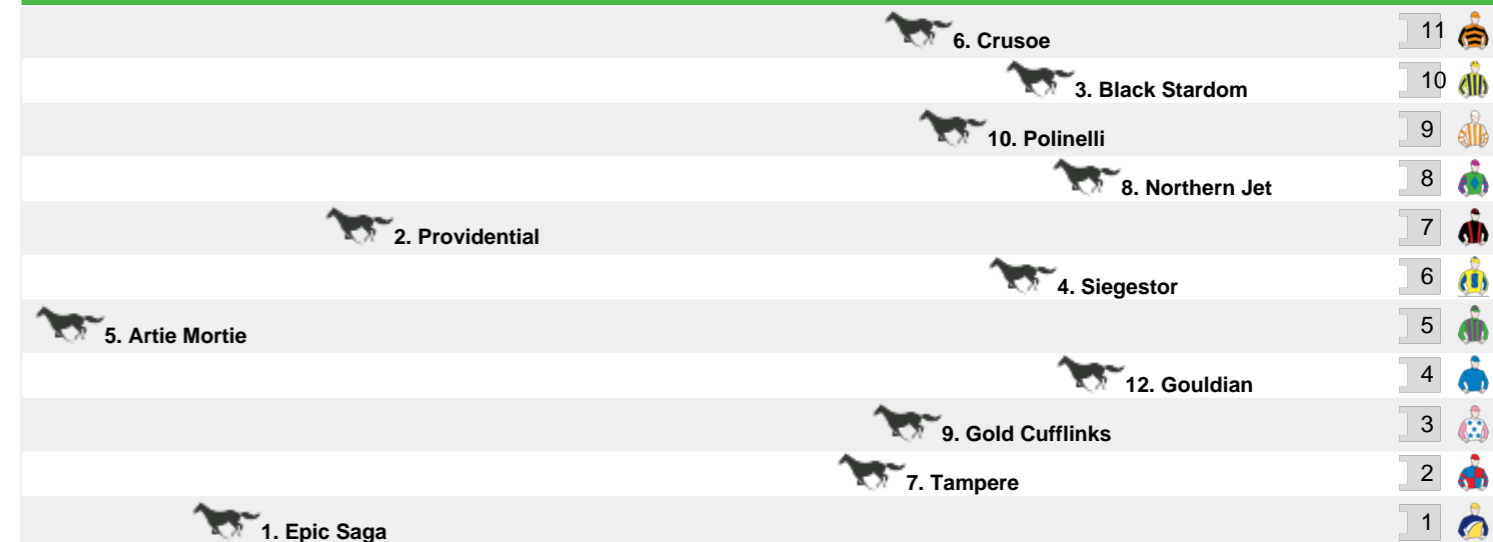 6. Crusoe 11
3. Black Stardom 10
10. Polinelli 9
8. Northern Jet 8
2. Providential 7
4. Siegestor 6
5. Artie Mortie 5
12. Gouldian 4
9. Gold Cufflinks 3
7. Tampere 2
1. Epic Saga 1